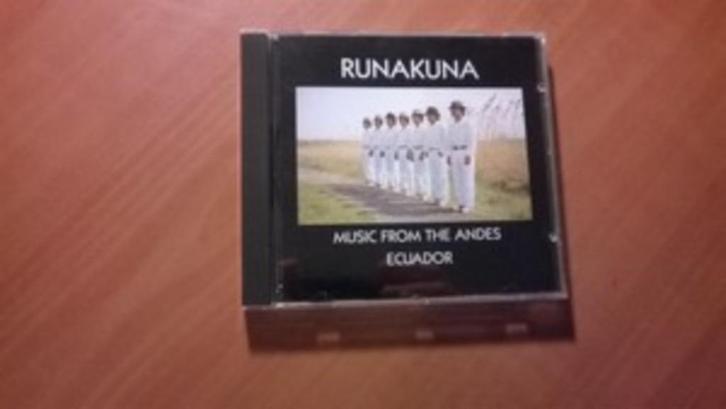 RUNAKUNA
MUSIC FROM THE ANDES
ECUADOR